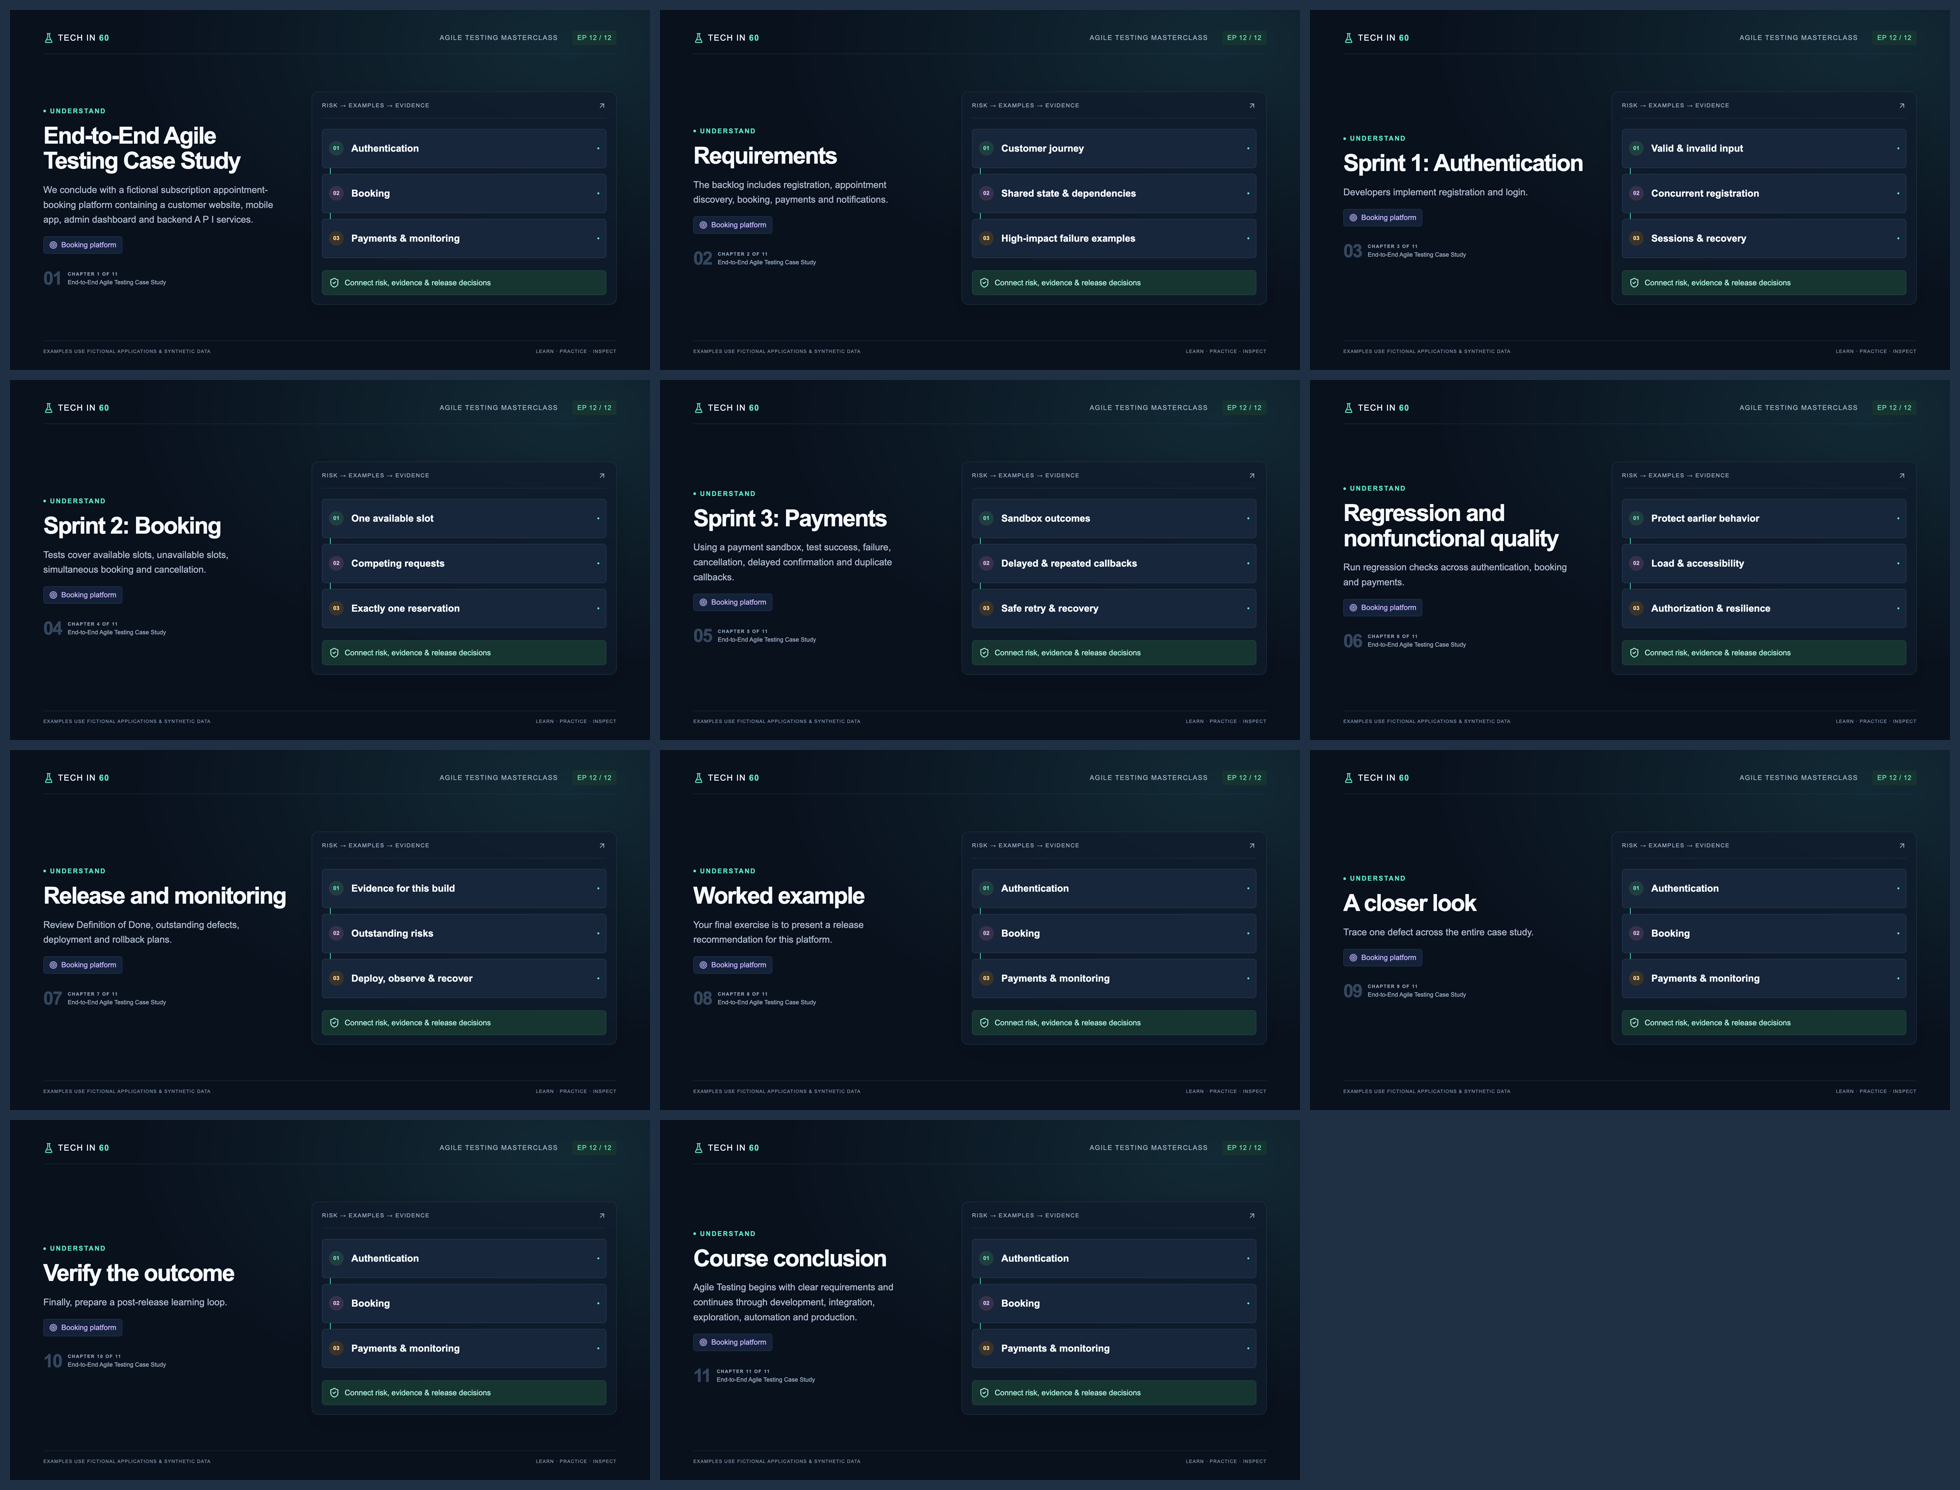 TECH IN 60
AGILE TESTING MASTERCLASS
EP 12 / 12
UNDERSTAND
End-to-End Agile
Testing Case Study
We conclude with a fictional subscription appointment-
booking platform containing a customer website, mobile
app, admin dashboard and backend A P I services.
Booking platform
01
CHAPTER 1 OF 11
End-to-End Agile Testing Case Study
RISK → EXAMPLES → EVIDENCE
01 Authentication
02 Booking
03 Payments & monitoring
Connect risk, evidence & release decisions
EXAMPLES USE FICTIONAL APPLICATIONS & SYNTHETIC DATA
LEARN · PRACTICE · INSPECT
TECH IN 60
AGILE TESTING MASTERCLASS
EP 12 / 12
UNDERSTAND
Requirements
The backlog includes registration, appointment
discovery, booking, payments and notifications.
Booking platform
02
CHAPTER 2 OF 11
End-to-End Agile Testing Case Study
RISK → EXAMPLES → EVIDENCE
01 Customer journey
02 Shared state & dependencies
03 High-impact failure examples
Connect risk, evidence & release decisions
EXAMPLES USE FICTIONAL APPLICATIONS & SYNTHETIC DATA
LEARN · PRACTICE · INSPECT
TECH IN 60
AGILE TESTING MASTERCLASS
EP 12 / 12
UNDERSTAND
Sprint 1: Authentication
Developers implement registration and login.
Booking platform
03
CHAPTER 3 OF 11
End-to-End Agile Testing Case Study
RISK → EXAMPLES → EVIDENCE
01 Valid & invalid input
02 Concurrent registration
03 Sessions & recovery
Connect risk, evidence & release decisions
EXAMPLES USE FICTIONAL APPLICATIONS & SYNTHETIC DATA
LEARN · PRACTICE · INSPECT
TECH IN 60
AGILE TESTING MASTERCLASS
EP 12 / 12
UNDERSTAND
Sprint 2: Booking
Tests cover available slots, unavailable slots,
simultaneous booking and cancellation.
Booking platform
04
CHAPTER 4 OF 11
End-to-End Agile Testing Case Study
RISK → EXAMPLES → EVIDENCE
01 One available slot
02 Competing requests
03 Exactly one reservation
Connect risk, evidence & release decisions
EXAMPLES USE FICTIONAL APPLICATIONS & SYNTHETIC DATA
LEARN · PRACTICE · INSPECT
TECH IN 60
AGILE TESTING MASTERCLASS
EP 12 / 12
UNDERSTAND
Sprint 3: Payments
Using a payment sandbox, test success, failure,
cancellation, delayed confirmation and duplicate
callbacks.
Booking platform
05
CHAPTER 5 OF 11
End-to-End Agile Testing Case Study
RISK → EXAMPLES → EVIDENCE
01 Sandbox outcomes
02 Delayed & repeated callbacks
03 Safe retry & recovery
Connect risk, evidence & release decisions
EXAMPLES USE FICTIONAL APPLICATIONS & SYNTHETIC DATA
LEARN · PRACTICE · INSPECT
TECH IN 60
AGILE TESTING MASTERCLASS
EP 12 / 12
UNDERSTAND
Regression and
nonfunctional quality
Run regression checks across authentication, booking
and payments.
Booking platform
06
CHAPTER 6 OF 11
End-to-End Agile Testing Case Study
RISK → EXAMPLES → EVIDENCE
01 Protect earlier behavior
02 Load & accessibility
03 Authorization & resilience
Connect risk, evidence & release decisions
EXAMPLES USE FICTIONAL APPLICATIONS & SYNTHETIC DATA
LEARN · PRACTICE · INSPECT
TECH IN 60
AGILE TESTING MASTERCLASS
EP 12 / 12
UNDERSTAND
Release and monitoring
Review Definition of Done, outstanding defects,
deployment and rollback plans.
Booking platform
07
CHAPTER 7 OF 11
End-to-End Agile Testing Case Study
RISK → EXAMPLES → EVIDENCE
01 Evidence for this build
02 Outstanding risks
03 Deploy, observe & recover
Connect risk, evidence & release decisions
EXAMPLES USE FICTIONAL APPLICATIONS & SYNTHETIC DATA
LEARN · PRACTICE · INSPECT
TECH IN 60
AGILE TESTING MASTERCLASS
EP 12 / 12
UNDERSTAND
Worked example
Your final exercise is to present a release
recommendation for this platform.
Booking platform
08
CHAPTER 8 OF 11
End-to-End Agile Testing Case Study
RISK → EXAMPLES → EVIDENCE
01 Authentication
02 Booking
03 Payments & monitoring
Connect risk, evidence & release decisions
EXAMPLES USE FICTIONAL APPLICATIONS & SYNTHETIC DATA
LEARN · PRACTICE · INSPECT
TECH IN 60
AGILE TESTING MASTERCLASS
EP 12 / 12
UNDERSTAND
A closer look
Trace one defect across the entire case study.
Booking platform
09
CHAPTER 9 OF 11
End-to-End Agile Testing Case Study
RISK → EXAMPLES → EVIDENCE
01 Authentication
02 Booking
03 Payments & monitoring
Connect risk, evidence & release decisions
EXAMPLES USE FICTIONAL APPLICATIONS & SYNTHETIC DATA
LEARN · PRACTICE · INSPECT
TECH IN 60
AGILE TESTING MASTERCLASS
EP 12 / 12
UNDERSTAND
Verify the outcome
Finally, prepare a post-release learning loop.
Booking platform
10
CHAPTER 10 OF 11
End-to-End Agile Testing Case Study
RISK → EXAMPLES → EVIDENCE
01 Authentication
02 Booking
03 Payments & monitoring
Connect risk, evidence & release decisions
EXAMPLES USE FICTIONAL APPLICATIONS & SYNTHETIC DATA
LEARN · PRACTICE · INSPECT
TECH IN 60
AGILE TESTING MASTERCLASS
EP 12 / 12
UNDERSTAND
Course conclusion
Agile Testing begins with clear requirements and
continues through development, integration,
exploration, automation and production.
Booking platform
11
CHAPTER 11 OF 11
End-to-End Agile Testing Case Study
RISK → EXAMPLES → EVIDENCE
01 Authentication
02 Booking
03 Payments & monitoring
Connect risk, evidence & release decisions
EXAMPLES USE FICTIONAL APPLICATIONS & SYNTHETIC DATA
LEARN · PRACTICE · INSPECT